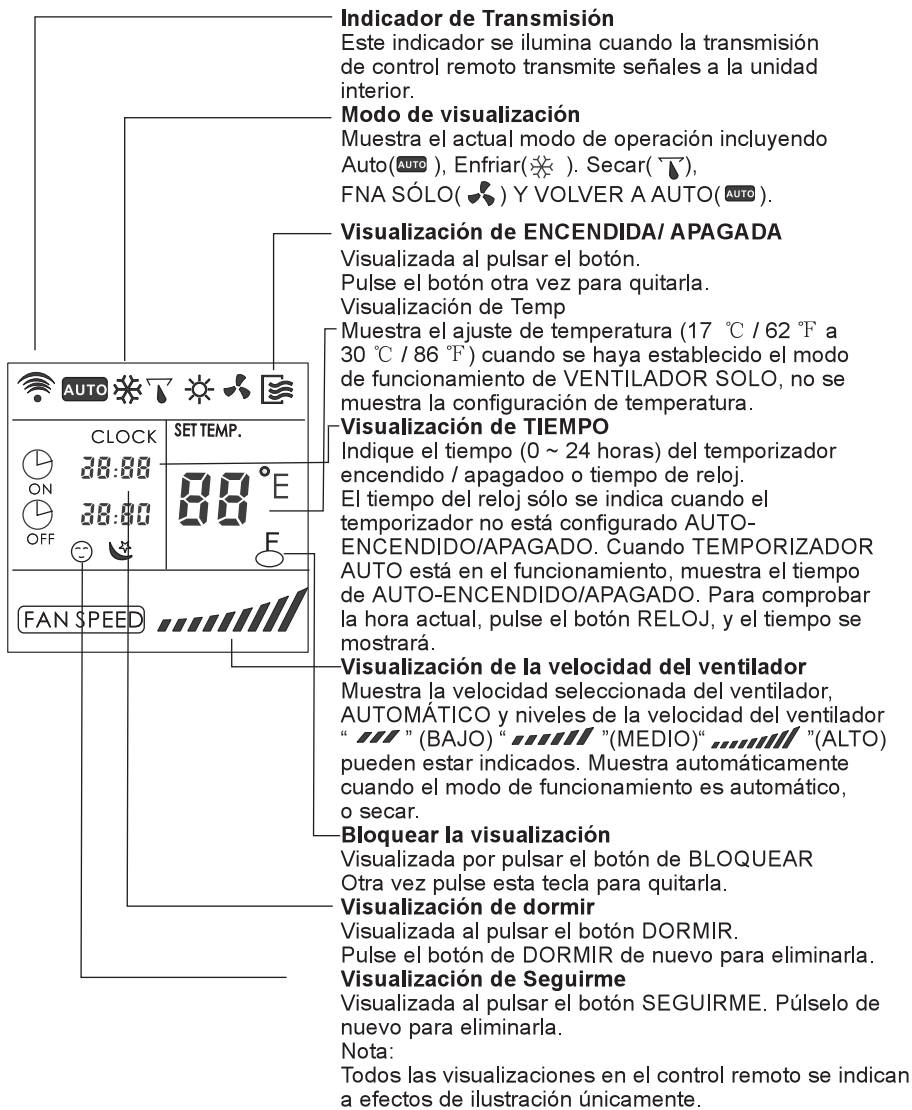 Indicador de Transmisión
Este indicador se ilumina cuando la transmisión
de control remoto transmite señales a la unidad
interior.
Modo de visualización
Muestra el actual modo de operación incluyendo
Auto(AUTO ), Enfriar( ). Secar( ),
FNA SÓLO( ) Y VOLVER A AUTO( AUTO ).
Visualización de ENCENDIDA/ APAGADA
Visualizada al pulsar el botón.
Pulse el botón otra vez para quitarla.
Visualización de Temp
Muestra el ajuste de temperatura (17 ℃ / 62 ℉ a
30 ℃ / 86 ℉ ) cuando se haya establecido el modo
de funcionamiento de VENTILADOR SOLO, no se
muestra la configuración de temperatura.
Visualización de TIEMPO
Indique el tiempo (0 ~ 24 horas) del temporizador
encendido / apagadoo o tiempo de reloj.
El tiempo del reloj sólo se indica cuando el
temporizador no está configurado AUTO-
ENCENDIDO/APAGADO. Cuando TEMPORIZADOR
AUTO está en el funcionamiento, muestra el tiempo
de AUTO-ENCENDIDO/APAGADO. Para comprobar
la hora actual, pulse el botón RELOJ, y el tiempo se
mostrará.
Visualización de la velocidad del ventilador
Muestra la velocidad seleccionada del ventilador,
AUTOMÁTICO y niveles de la velocidad del ventilador
“ ” (BAJO) “ ”(MEDIO)“ ”(ALTO)
pueden estar indicados. Muestra automáticamente
cuando el modo de funcionamiento es automático,
o secar.
Bloquear la visualización
Visualizada por pulsar el botón de BLOQUEAR
Otra vez pulse esta tecla para quitarla.
Visualización de dormir
Visualizada al pulsar el botón DORMIR.
Pulse el botón de DORMIR de nuevo para eliminarla.
Visualización de Seguirme
Visualizada al pulsar el botón SEGUIRME. Púlselo de
nuevo para eliminarla.
Nota:
Todos las visualizaciones en el control remoto se indican
a efectos de ilustración únicamente.
AUTO
CLOCK
SET TEMP.
ON
88:88
88°E
OFF
88:80
F
FAN SPEED